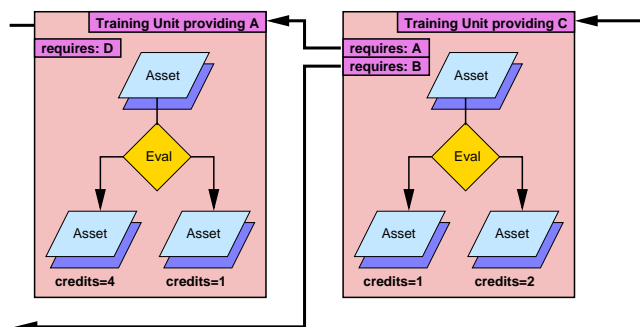 Training Unit providing A
requires: D
Asset
Eval
Asset
Asset
credits=4
credits=1
Training Unit providing C
requires: A
requires: B
Asset
Eval
Asset
Asset
credits=1
credits=2